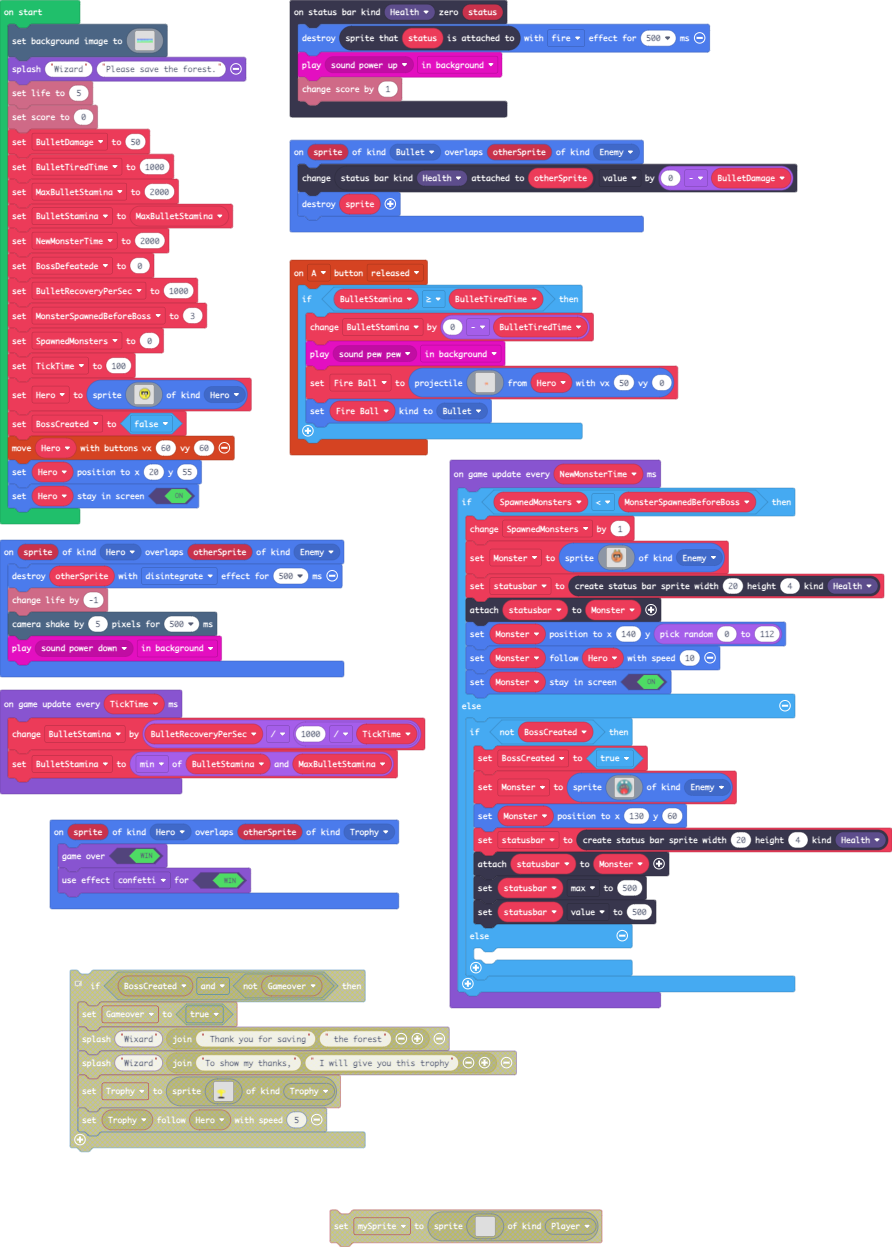 on start
set background image to
splash "Wizard" "Please save the forest."
set life to 5
set score to 0
set BulletDamage to 50
set BulletTiredTime to 1000
set MaxBulletStamina to 2000
set BulletStamina to MaxBulletStamina
set NewMonsterTime to 2000
set BossDefeatede to 0
set BulletRecoveryPerSec to 1000
set MonsterSpawnedBeforeBoss to 3
set SpawnedMonsters to 0
set TickTime to 100
set Hero to sprite of kind Hero
set BossCreated to false
move Hero with buttons vx 60 vy 60
set Hero position to x 20 y 55
set Hero stay in screen ON
on status bar kind Health zero status
destroy sprite that status is attached to with fire effect for 500 ms
play sound power up in background
change score by 1
on sprite of kind Bullet overlaps otherSprite of kind Enemy
change status bar kind Health attached to otherSprite value by 0 - BulletDamage
destroy sprite
on A button released
if BulletStamina ≥ BulletTiredTime then
change BulletStamina by 0 - BulletTiredTime
play sound pew pew in background
set Fire Ball to projectile from Hero with vx 50 vy 0
set Fire Ball kind to Bullet
on game update every NewMonsterTime ms
if SpawnedMonsters < MonsterSpawnedBeforeBoss then
change SpawnedMonsters by 1
set Monster to sprite of kind Enemy
set statusbar to create status bar sprite width 20 height 4 kind Health
attach statusbar to Monster
set Monster position to x 140 y pick random 0 to 112
set Monster follow Hero with speed 10
set Monster stay in screen ON
else
if not BossCreated then
set BossCreated to true
set Monster to sprite of kind Enemy
set Monster position to x 130 y 60
set statusbar to create status bar sprite width 20 height 4 kind Health
attach statusbar to Monster
set statusbar max to 500
set statusbar value to 500
else
on sprite of kind Hero overlaps otherSprite of kind Enemy
destroy otherSprite with disintegrate effect for 500 ms
change life by -1
camera shake by 5 pixels for 500 ms
play sound power down in background
on game update every TickTime ms
change BulletStamina by BulletRecoveryPerSec / 1000 / TickTime
set BulletStamina to min of BulletStamina and MaxBulletStamina
on sprite of kind Hero overlaps otherSprite of kind Trophy
game over WIN
use effect confetti for WIN
if BossCreated and not Gameover then
set Gameover to true
splash "Wixard" join " Thank you for saving" " the forest"
splash "Wizard" join "To show my thanks," " I will give you this trophy"
set Trophy to sprite of kind Trophy
set Trophy follow Hero with speed 5
set mySprite to sprite of kind Player